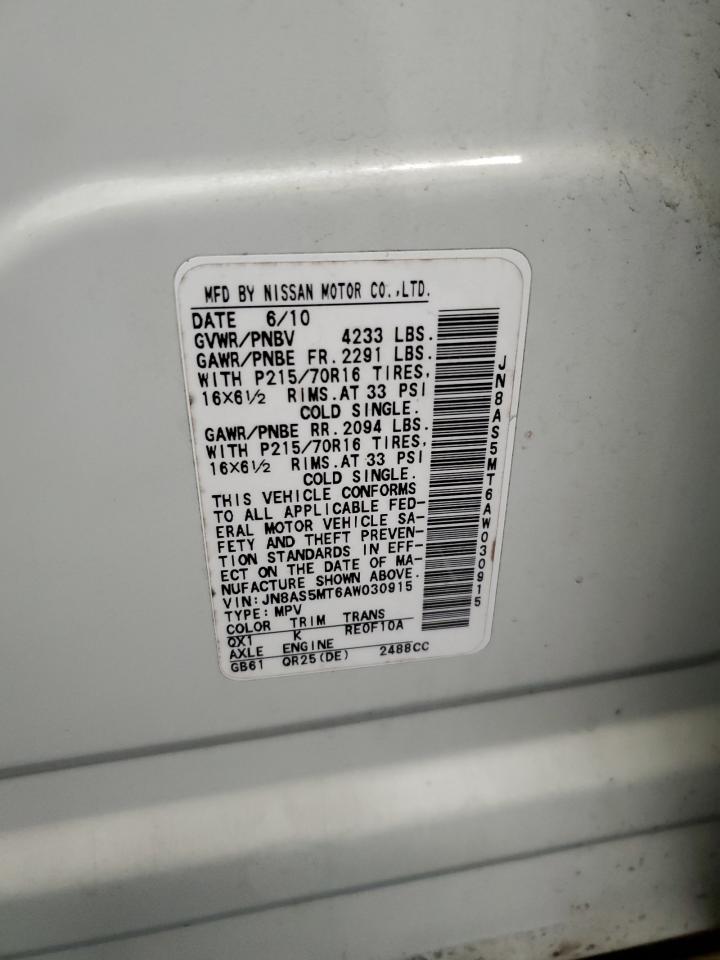 MFD BY NISSAN MOTOR CO.,LTD.
DATE 6/10
GVWR/PNBV 4233 LBS.
GAWR/PNBE FR. 2291 LBS.
WITH P215/70R16 TIRES,
16X6½ RIMS. AT 33 PSI
COLD SINGLE.
GAWR/PNBE RR. 2094 LBS.
WITH P215/70R16 TIRES,
16X6½ RIMS. AT 33 PSI
COLD SINGLE.
THIS VEHICLE CONFORMS
TO ALL APPLICABLE FED-
ERAL MOTOR VEHICLE SA-
FETY AND THEFT PREVEN-
TION STANDARDS IN EFF-
ECT ON THE DATE OF MA-
NUFACTURE SHOWN ABOVE.
VIN: JN8AS5MT6AW030915
TYPE: MPV
COLOR TRIM TRANS
QX1 K RE0F10A
AXLE ENGINE
GB61 QR25(DE) 2488CC
JN8AS5MT6AW030915